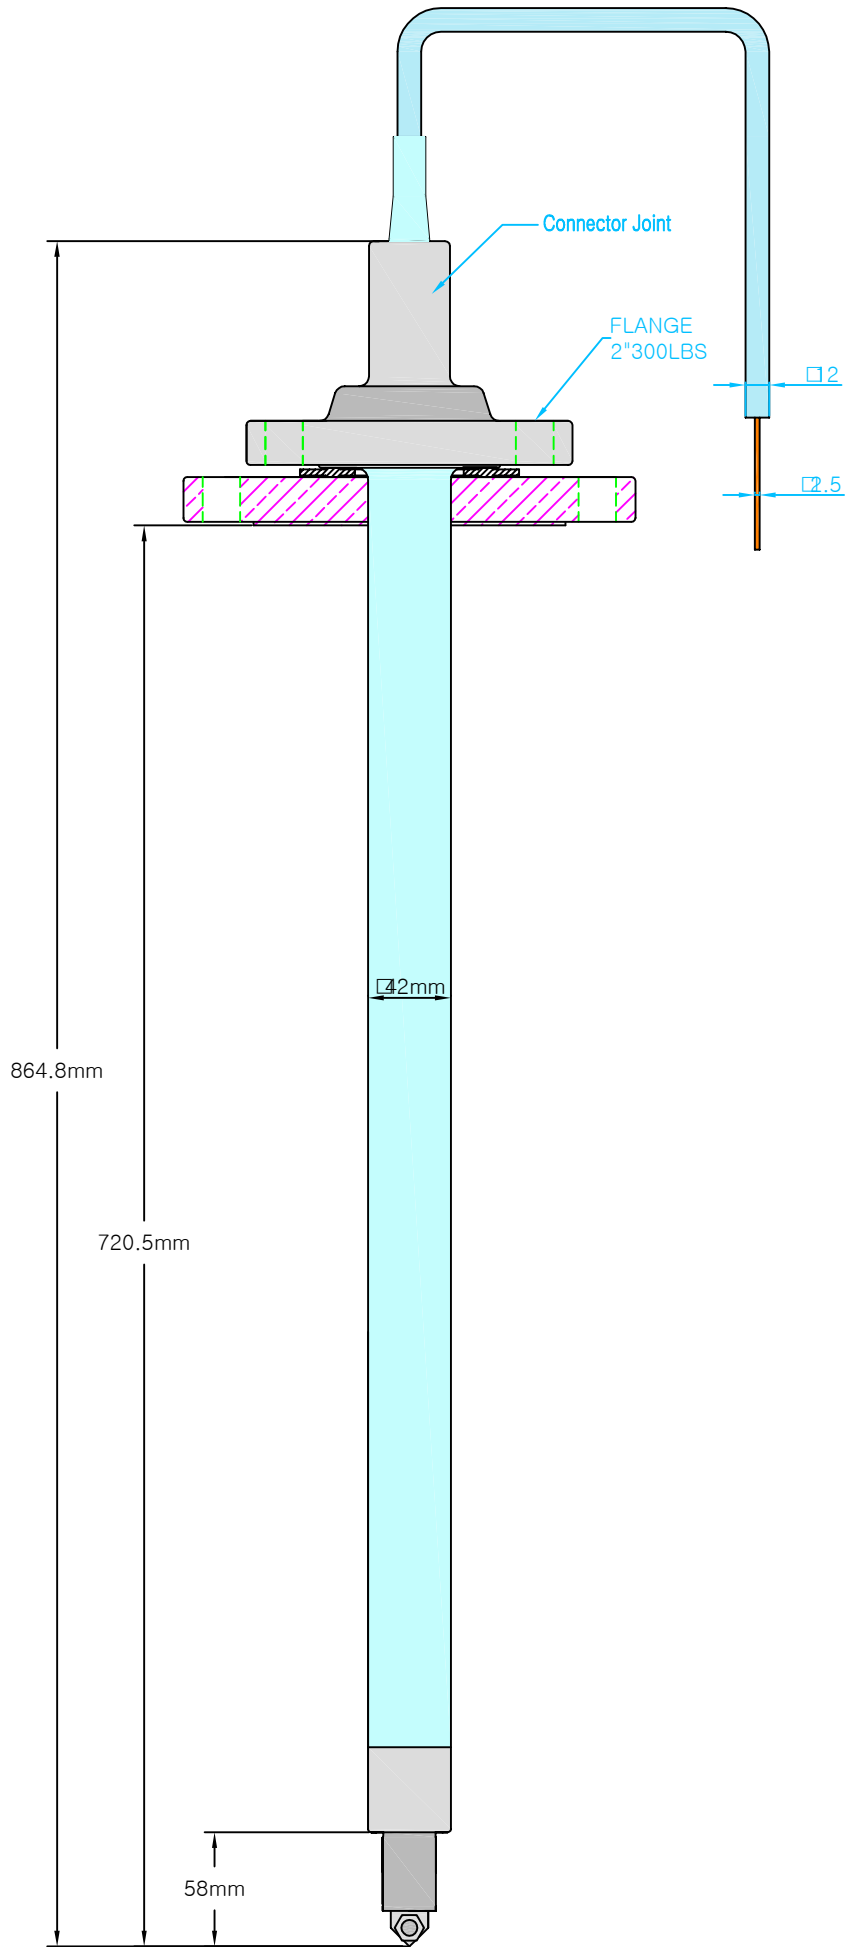 Connector Joint
FLANGE
2"300LBS
□12
□2.5
□42mm
864.8mm
720.5mm
58mm